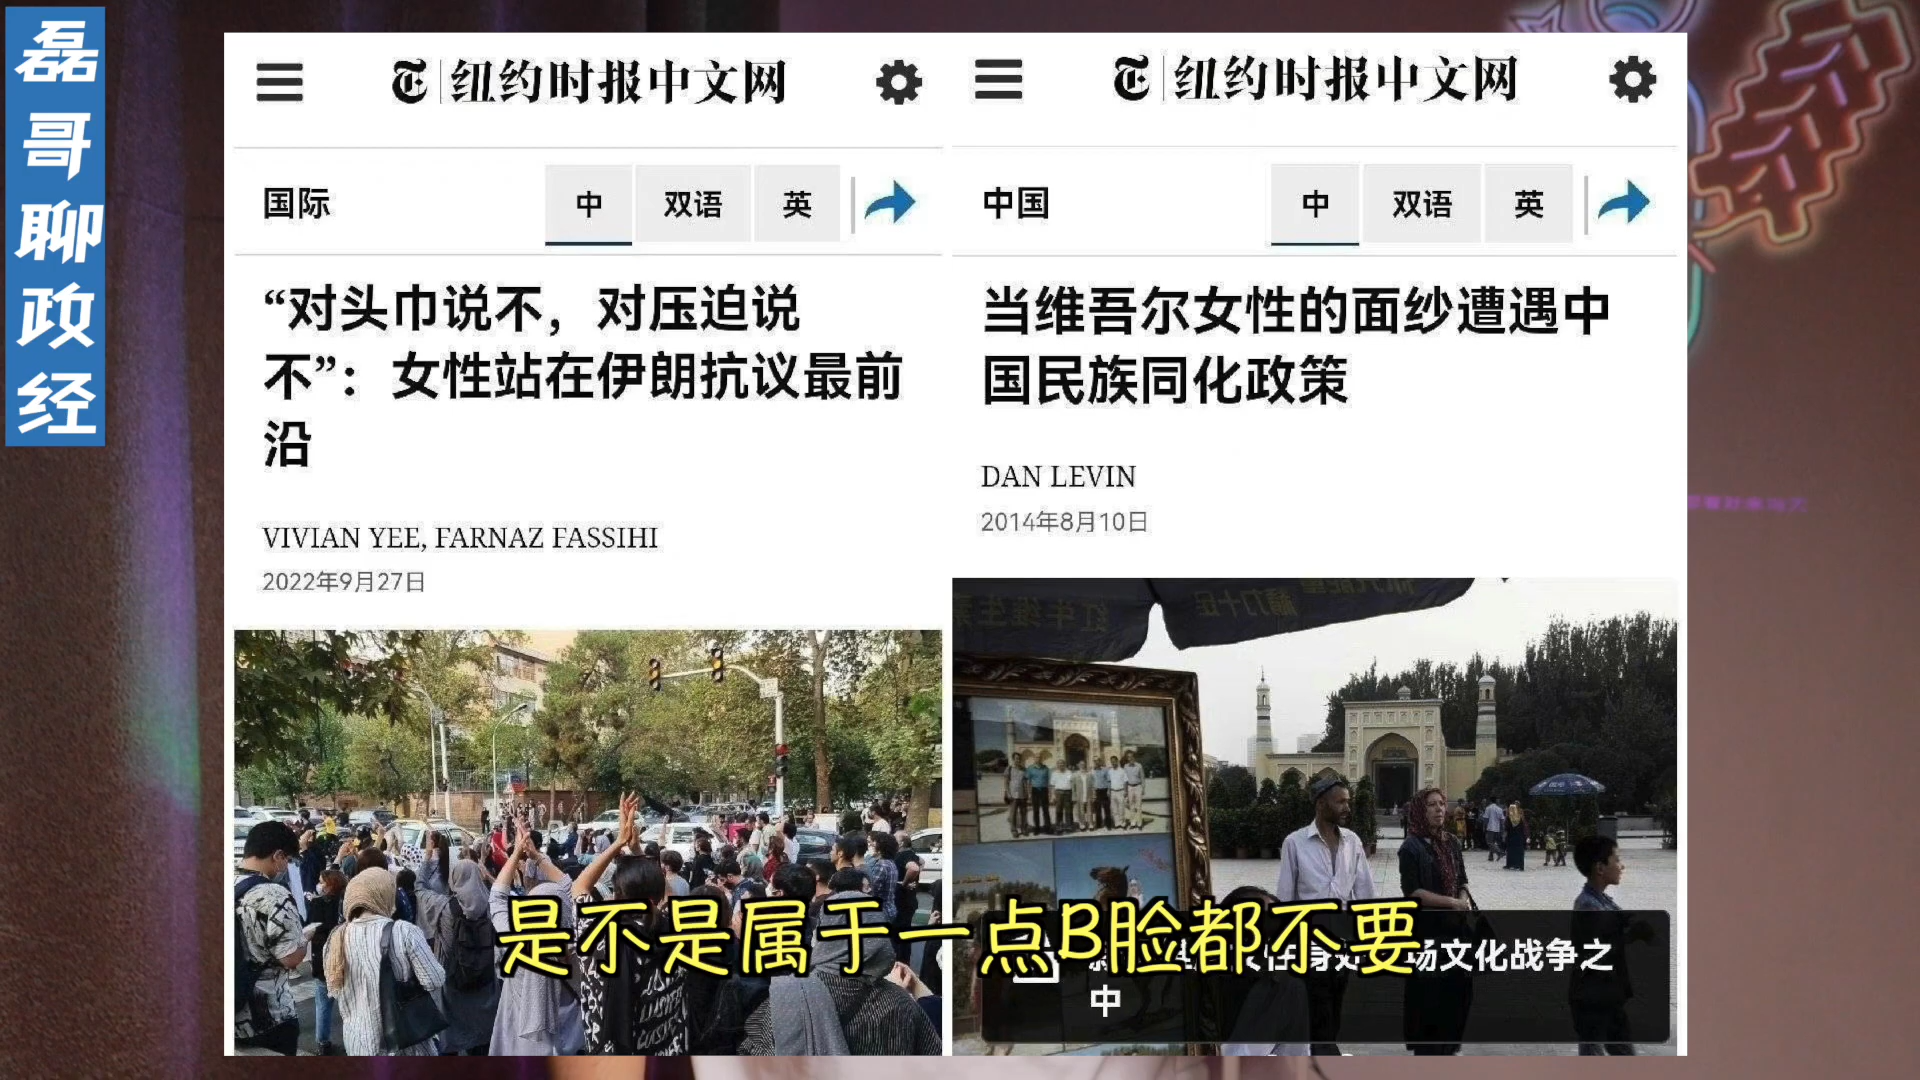 磊哥聊政经
纽约时报中文网
国际
中
双语
英
“对头巾说不，对压迫说
不”：女性站在伊朗抗议最前
沿
VIVIAN YEE, FARNAZ FASSIHI
2022年9月27日
纽约时报中文网
中国
中
双语
英
当维吾尔女性的面纱遭遇中
国民族同化政策
DAN LEVIN
2014年8月10日
场文化战争之
中
是不是属于一点B脸都不要